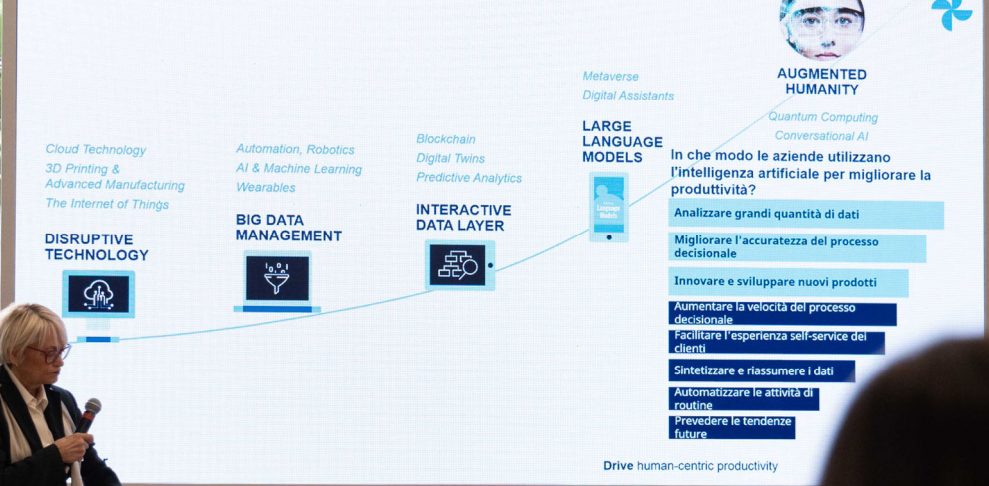 Cloud Technology
3D Printing &
Advanced Manufacturing
The Internet of Things
DISRUPTIVE
TECHNOLOGY
Automation, Robotics
AI & Machine Learning
Wearables
BIG DATA
MANAGEMENT
Blockchain
Digital Twins
Predictive Analytics
INTERACTIVE
DATA LAYER
Metaverse
Digital Assistants
LARGE
LANGUAGE
MODELS
Language
Models
AUGMENTED
HUMANITY
Quantum Computing
Conversational AI
In che modo le aziende utilizzano
l'intelligenza artificiale per migliorare la
produttività?
Analizzare grandi quantità di dati
Migliorare l'accuratezza del processo
decisionale
Innovare e sviluppare nuovi prodotti
Aumentare la velocità del processo
decisionale
Facilitare l'esperienza self-service dei
clienti
Sintetizzare e riassumere i dati
Automatizzare le attività di
routine
Prevedere le tendenze
future
Drive human-centric productivity